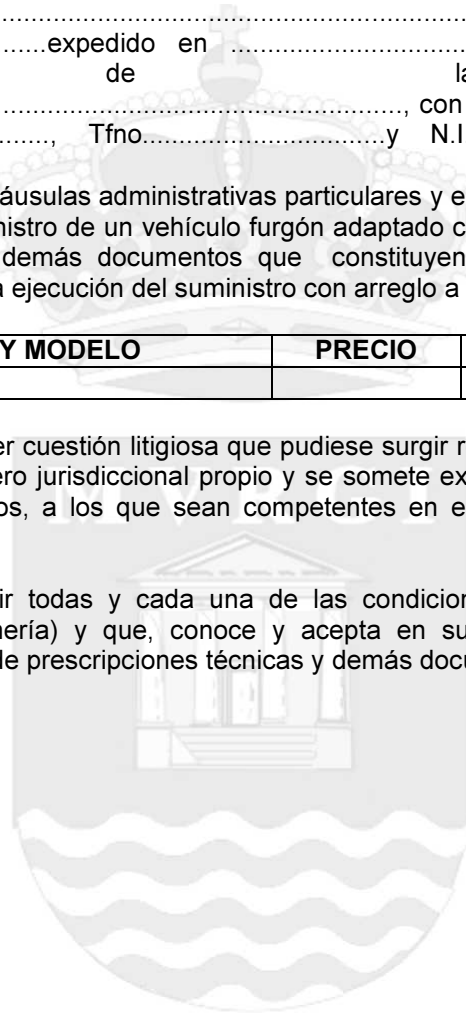 ……………………………………………………………
…….expedido en ……………………………
de
……………………………………………………, con
………, Tfno……………………………y N.I
áusulas administrativas particulares y e
nistro de un vehículo furgón adaptado c
demás documentos que constituyen
a ejecución del suministro con arreglo a
Y MODELO PRECIO
er cuestión litigiosa que pudiese surgir r
ero jurisdiccional propio y se somete ex
os, a los que sean competentes en e
MVRCI
ir todas y cada una de las condicion
nería) y que, conoce y acepta en su
de prescripciones técnicas y demás docu